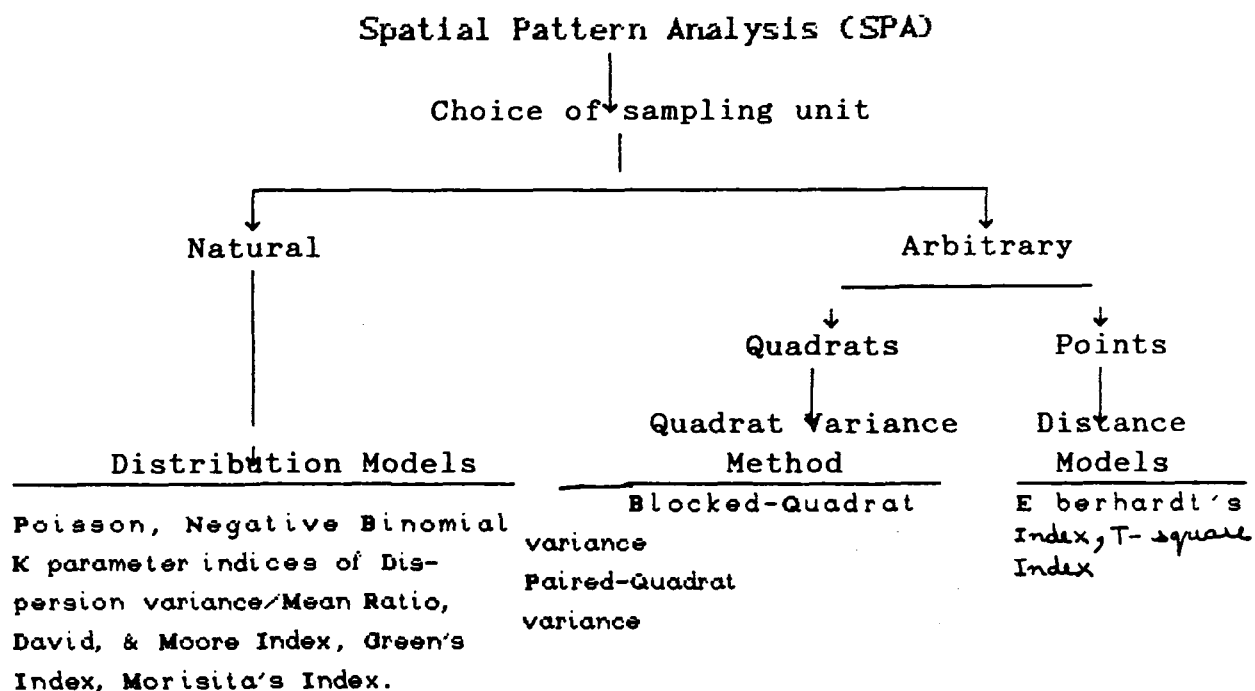 Spatial Pattern Analysis (SPA)
Choice of sampling unit
Natural
Arbitrary
Quadrats
Points
Quadrat Variance
Method
Distance
Models
Distribution Models
Poisson, Negative Binomial
K parameter indices of Dis-
persion variance/Mean Ratio,
David, & Moore Index, Green's
Index, Morisita's Index.
Blocked-Quadrat
variance
Paired-Quadrat
variance
E berhardt's
Index, T- square
Index